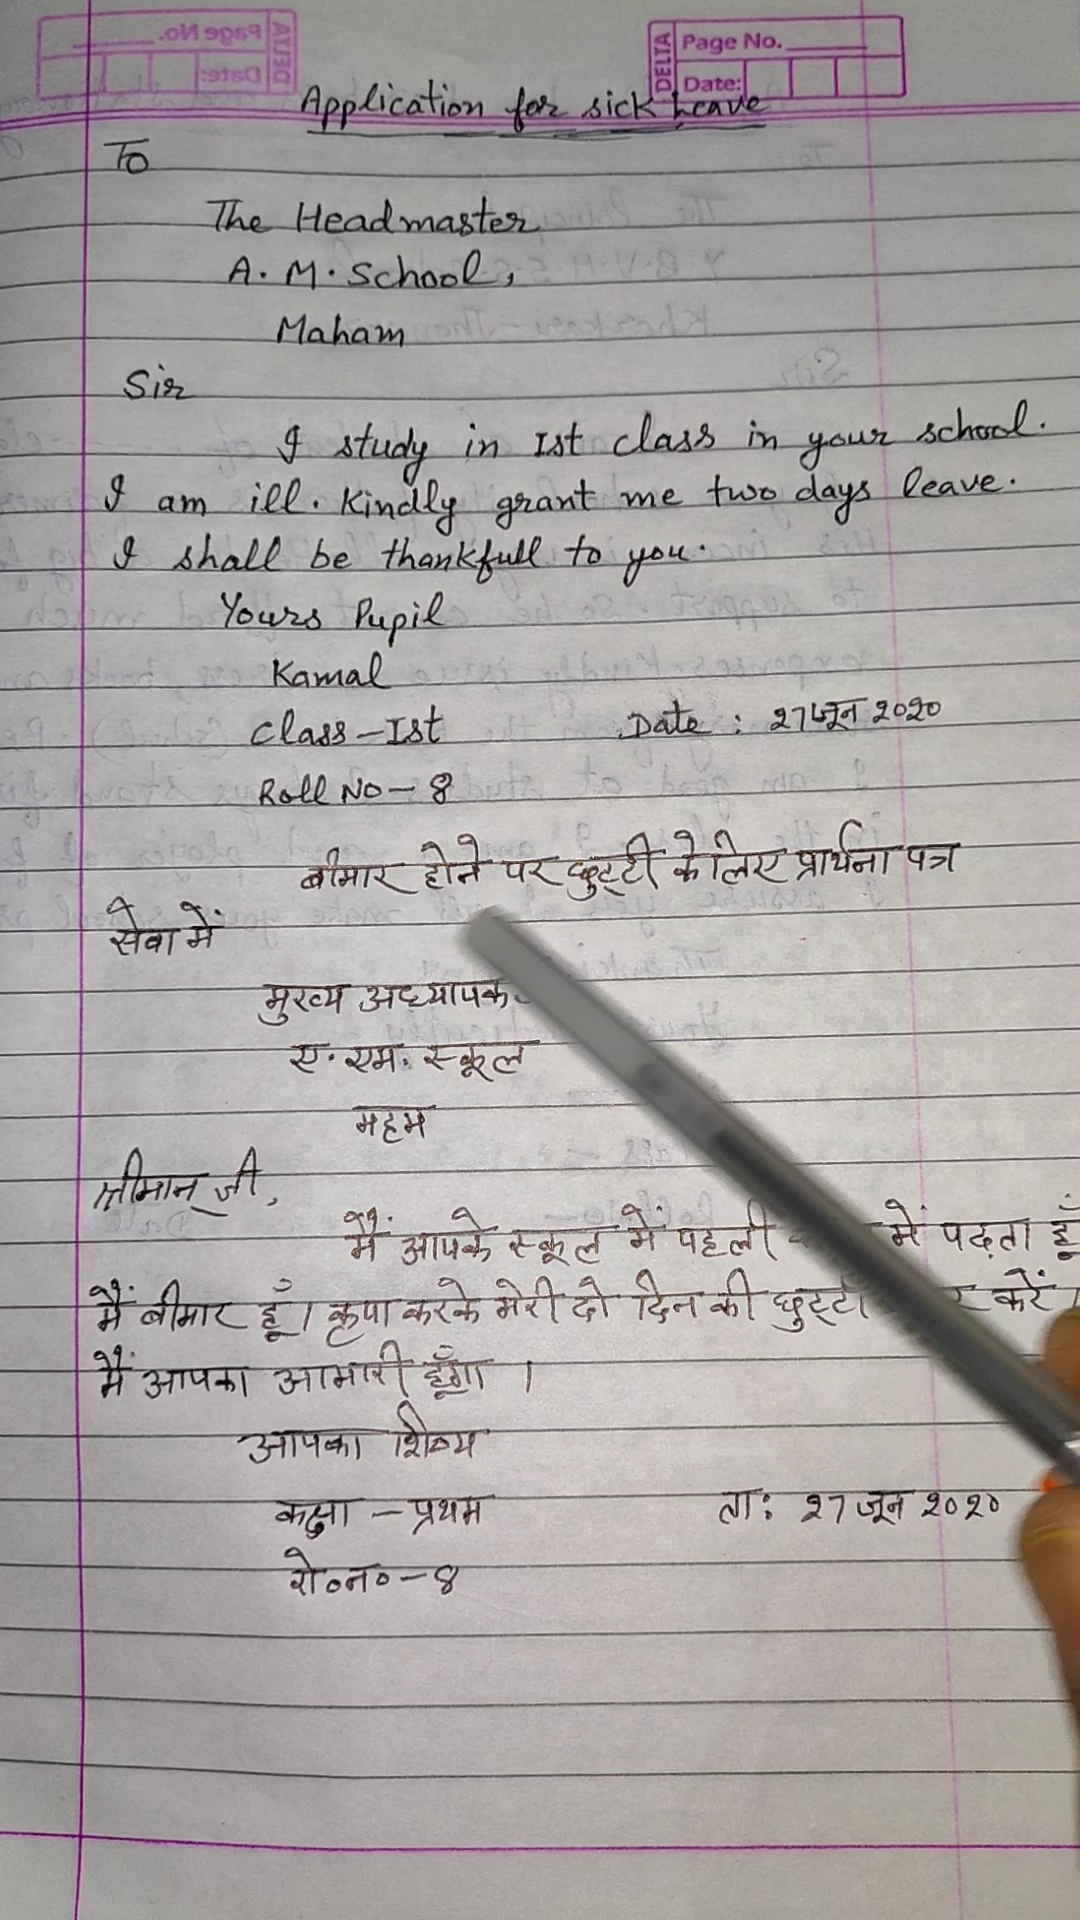 DELTA Page No.
Date:
Application for sick Leave
To
The Headmaster
A. M. School,
Maham
Sir
I study in Ist class in your school.
I am ill. Kindly grant me two days leave.
I shall be thankfull to you.
Yours Pupil
Kamal
Class - Ist Date : 27 जून 2020
Roll No - 8
बीमार होने पर छुट्टी के लिए प्रार्थना पत्र
सेवा में
मुख्य अध्यापक
ए. एम. स्कूल
महम
श्रीमान् जी,
मैं आपके स्कूल में पहली में पढ़ता हूँ
मैं बीमार हूँ। कृपा करके मेरी दो दिन की छुट्टी करें।
मैं आपका आभारी हूँगा ।
आपका शिष्य
कक्षा - प्रथम ता: 27 जून 2020
रो०न० - 8